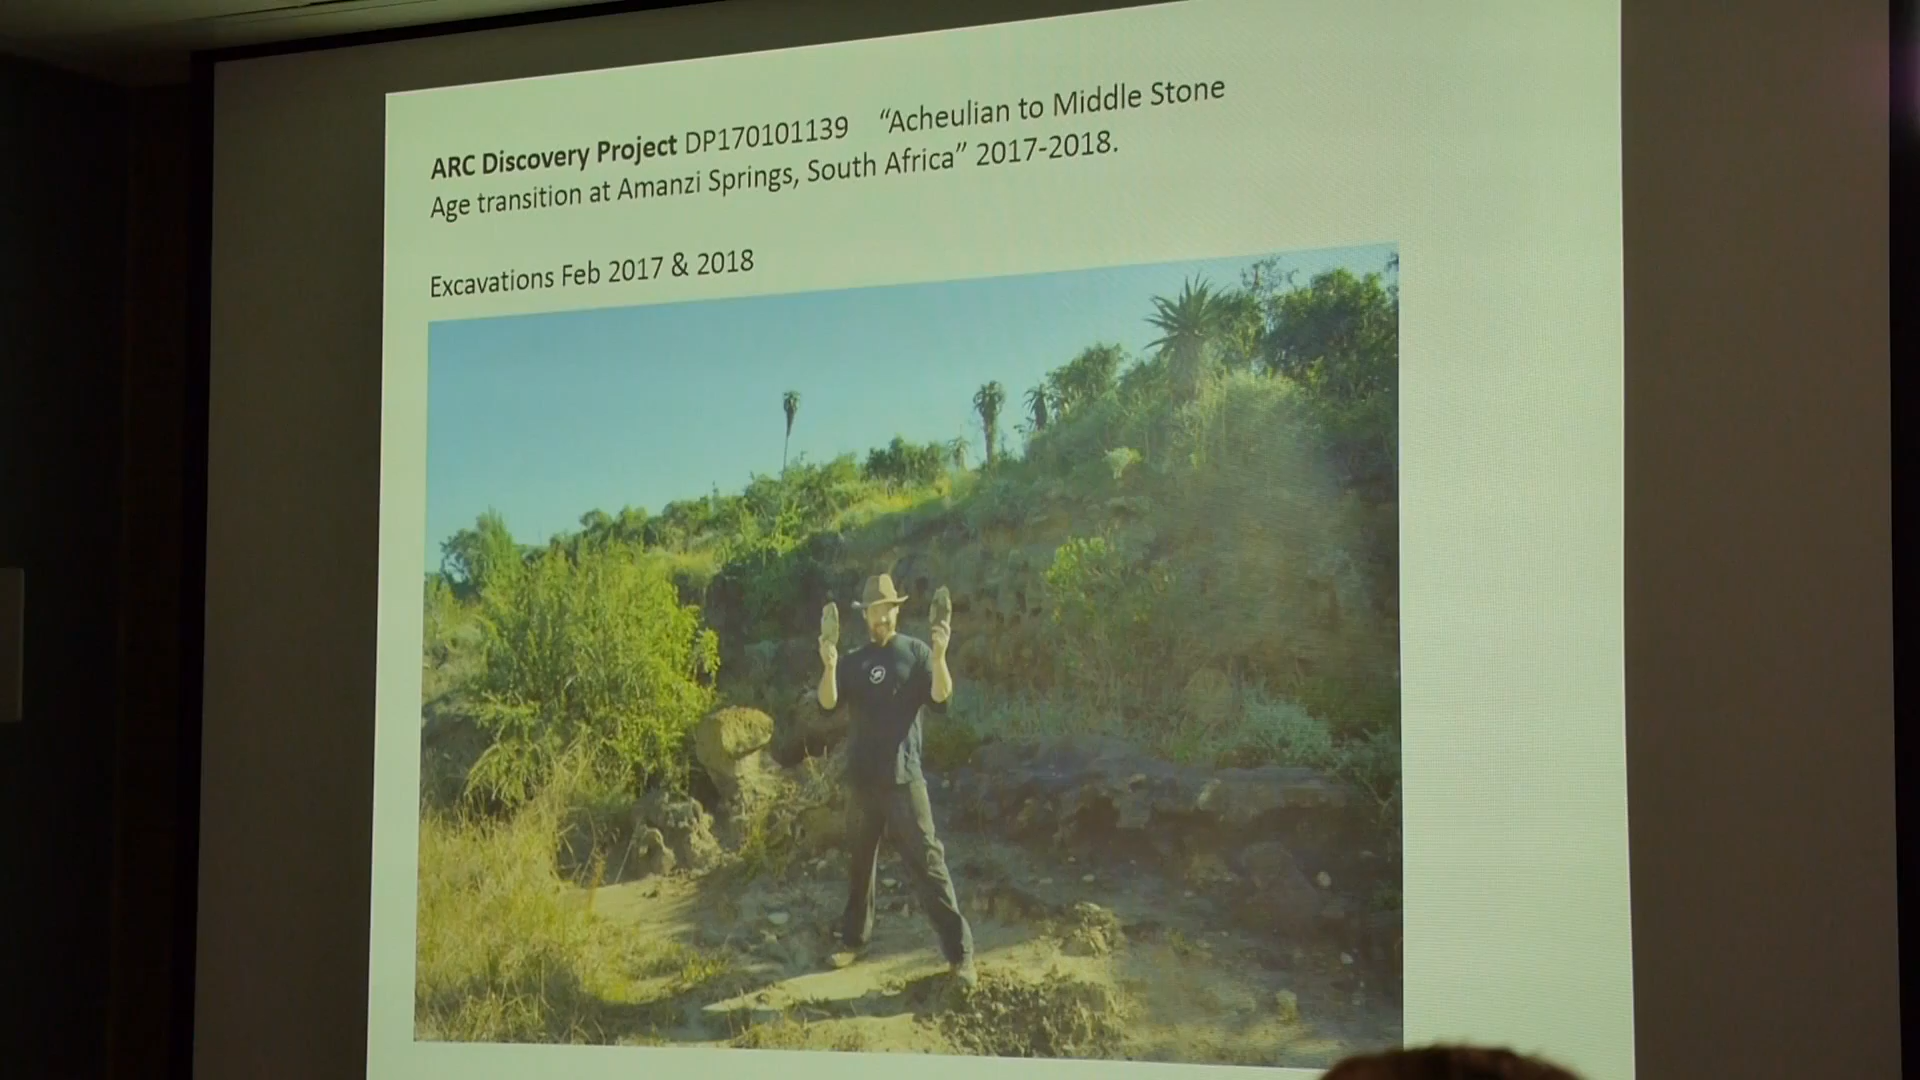 ARC Discovery Project DP170101139 “Acheulian to Middle Stone
Age transition at Amanzi Springs, South Africa” 2017-2018.
Excavations Feb 2017 & 2018